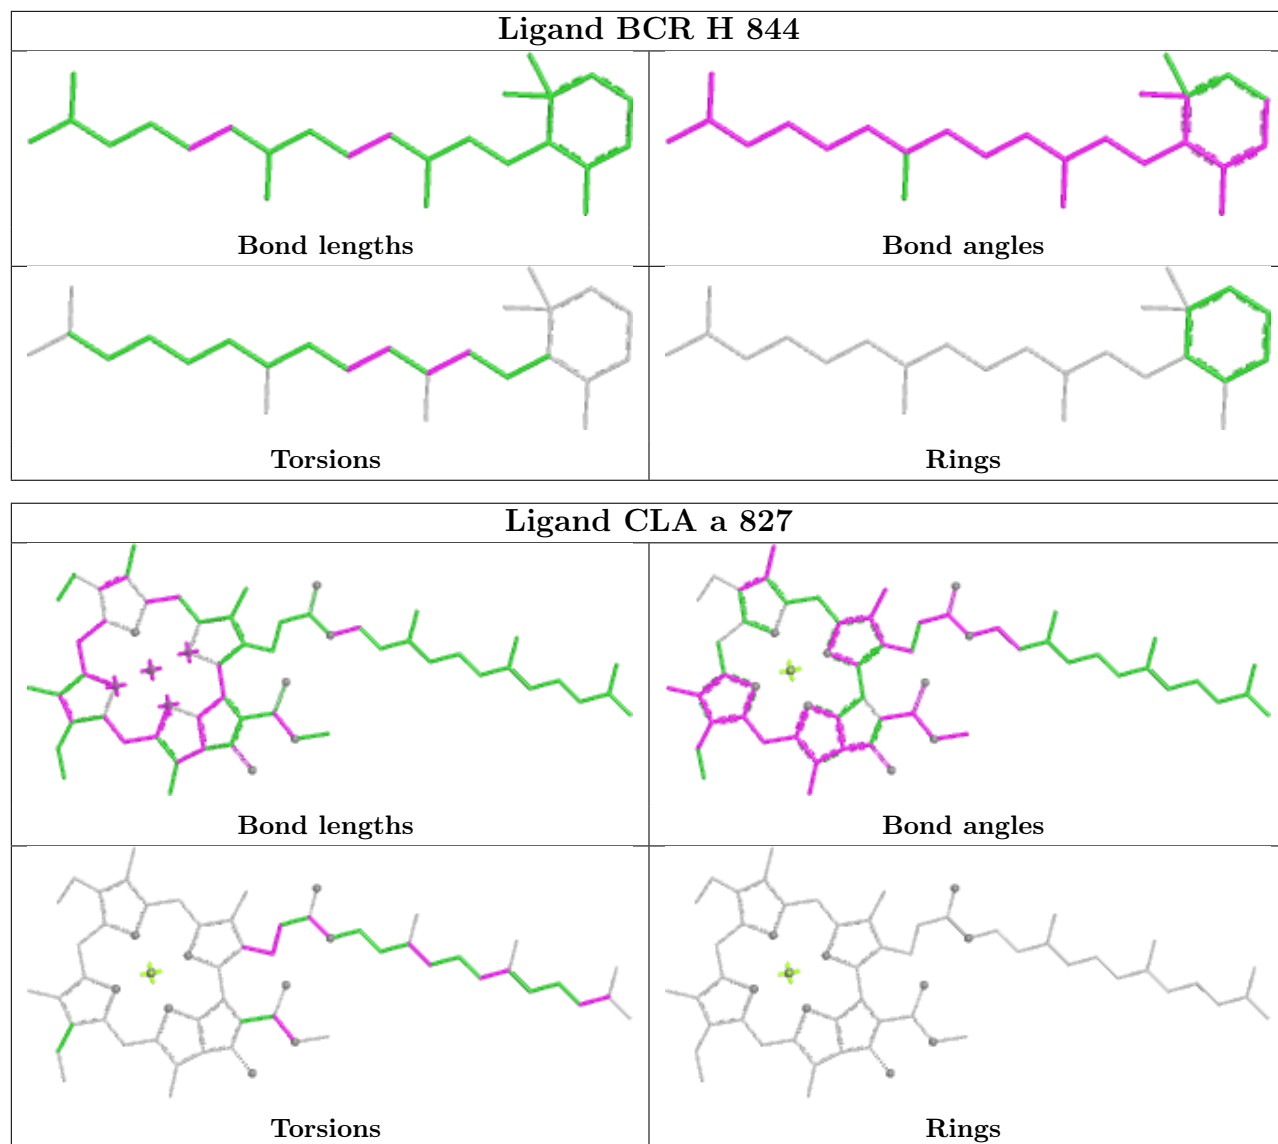 Ligand BCR H 844
Bond lengths
Bond angles
Torsions
Rings
Ligand CLA a 827
Bond lengths
Bond angles
Torsions
Rings